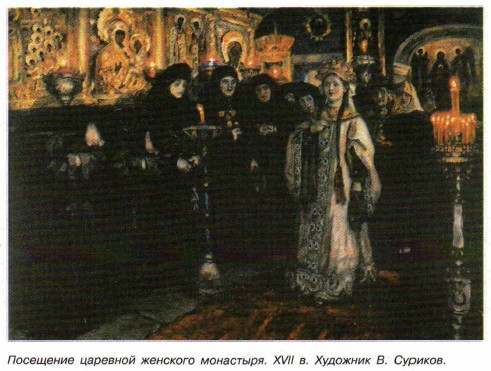 Посещение царевной женского монастыря. XVII в. Художник В. Суриков.